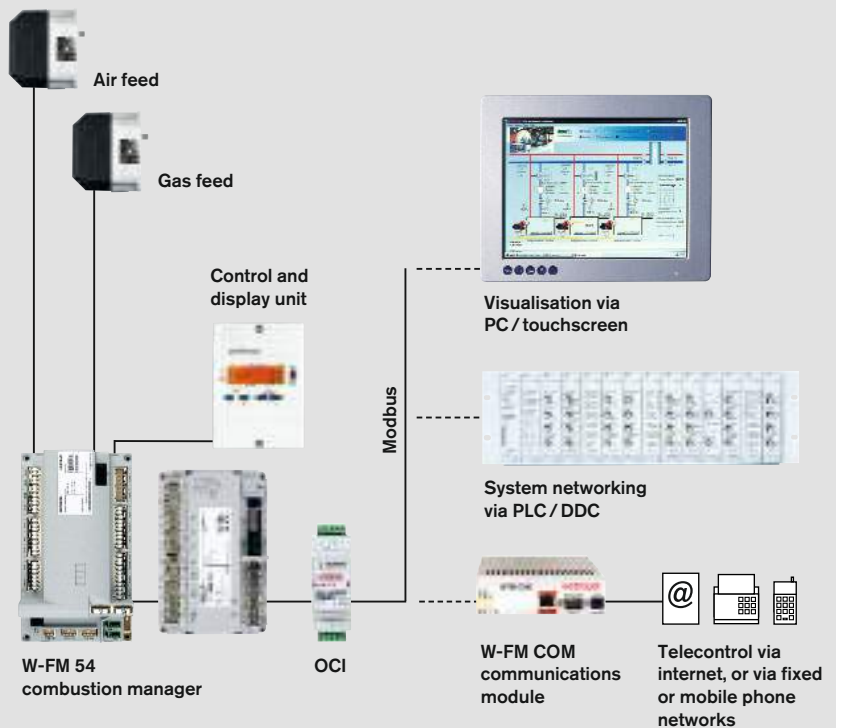 Air feed
Gas feed
Control and
display unit
Visualisation via
PC / touchscreen
Modbus
System networking
via PLC / DDC
@
W-FM 54
combustion manager
OCI
W-FM COM
communications
module
Telecontrol via
internet, or via fixed
or mobile phone
networks